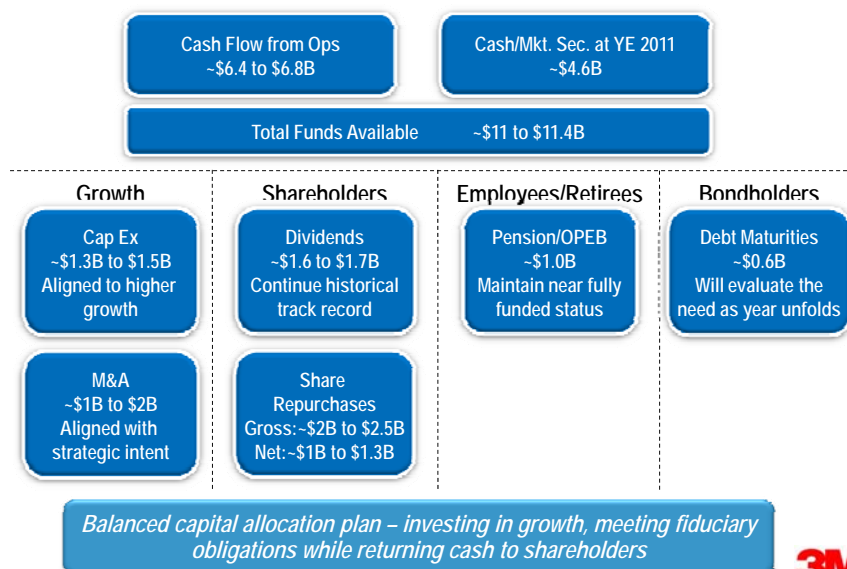 Cash Flow from Ops
~$6.4 to $6.8B
Cash/Mkt. Sec. at YE 2011
~$4.6B
Total Funds Available ~$11 to $11.4B
Growth
Cap Ex
~$1.3B to $1.5B
Aligned to higher
growth
M&A
~$1B to $2B
Aligned with
strategic intent
Shareholders
Dividends
~$1.6 to $1.7B
Continue historical
track record
Share
Repurchases
Gross:~$2B to $2.5B
Net:~$1B to $1.3B
Employees/Retirees
Pension/OPEB
~$1.0B
Maintain near fully
funded status
Bondholders
Debt Maturities
~$0.6B
Will evaluate the
need as year unfolds
Balanced capital allocation plan – investing in growth, meeting fiduciary
obligations while returning cash to shareholders
3M